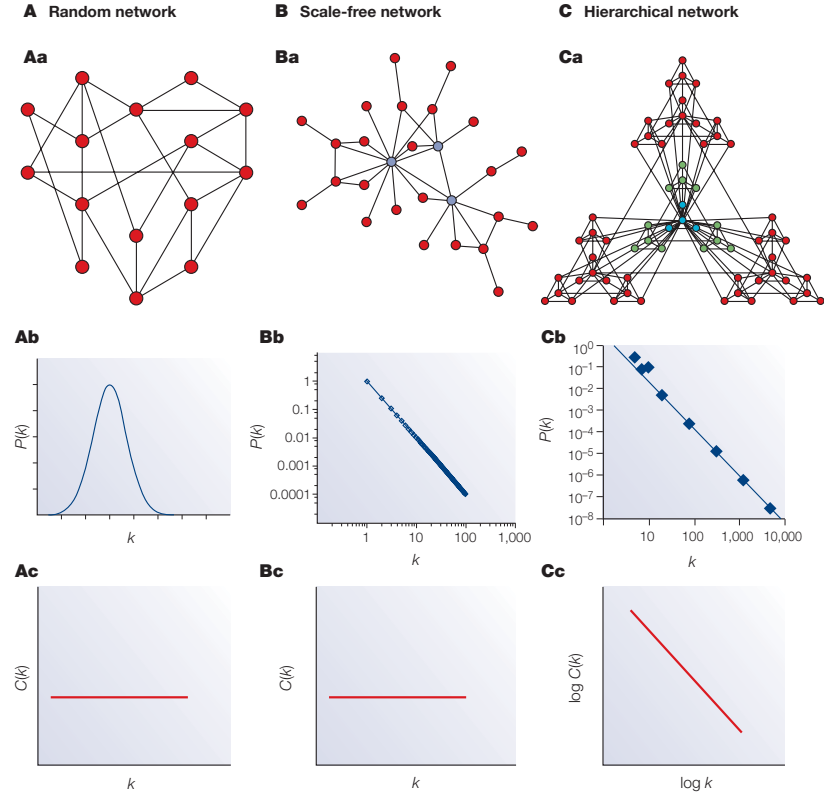 A Random network
B Scale-free network
C Hierarchical network
Aa
Ba
Ca
Ab
P(k)
k
Bb
1
0.1
0.01
0.001
0.0001
P(k)
1 10 100 1,000
k
Cb
10⁰
10⁻¹
10⁻²
10⁻³
10⁻⁴
10⁻⁵
10⁻⁶
10⁻⁷
10⁻⁸
P(k)
10 100 1,000 10,000
k
Ac
C(k)
k
Bc
C(k)
k
Cc
log C(k)
log k